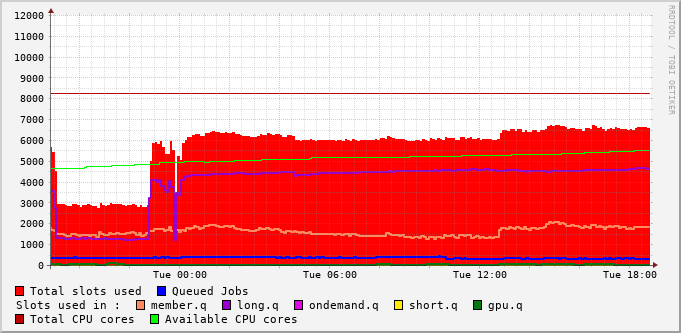 RRDTOOL / TOBI OETIKER
12000
11000
10000
9000
8000
7000
6000
5000
4000
3000
2000
1000
0
Tue 00:00 Tue 06:00 Tue 12:00 Tue 18:00
Total slots used Queued Jobs
Slots used in : member.q long.q ondemand.q short.q gpu.q
Total CPU cores Available CPU cores